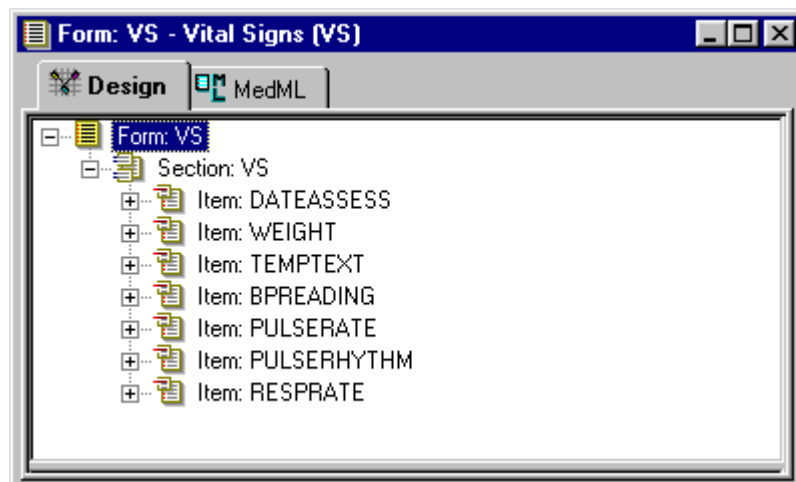 Form: VS - Vital Signs (VS)
Design MedML
Form: VS
Section: VS
Item: DATEASSESS
Item: WEIGHT
Item: TEMPTEXT
Item: BPREADING
Item: PULSERATE
Item: PULSERHYTHM
Item: RESPRATE